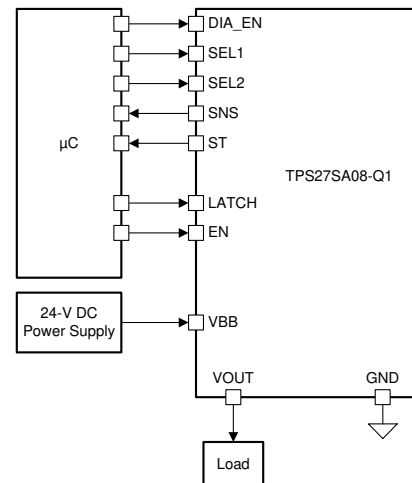 DIA_EN
SEL1
SEL2
SNS
ST
µC
TPS27SA08-Q1
LATCH
EN
24-V DC
Power Supply
VBB
VOUT
GND
Load